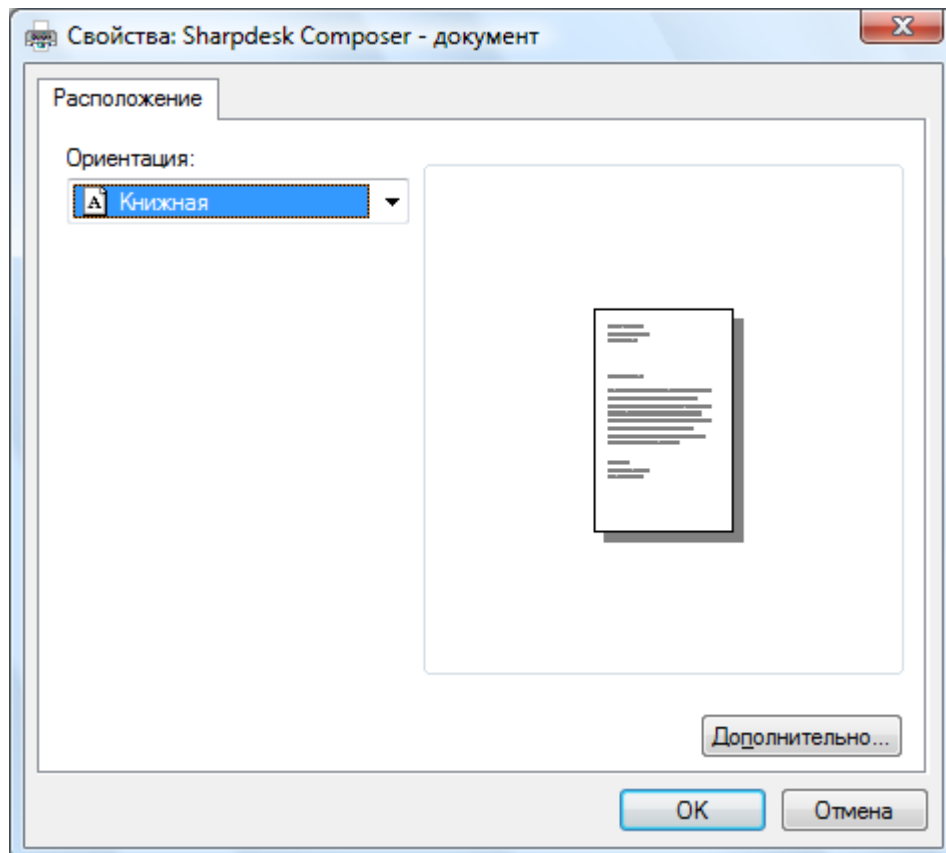 Свойства: Sharpdesk Composer - документ
Расположение
Ориентация:
A Книжная
Дополнительно...
OK
Отмена